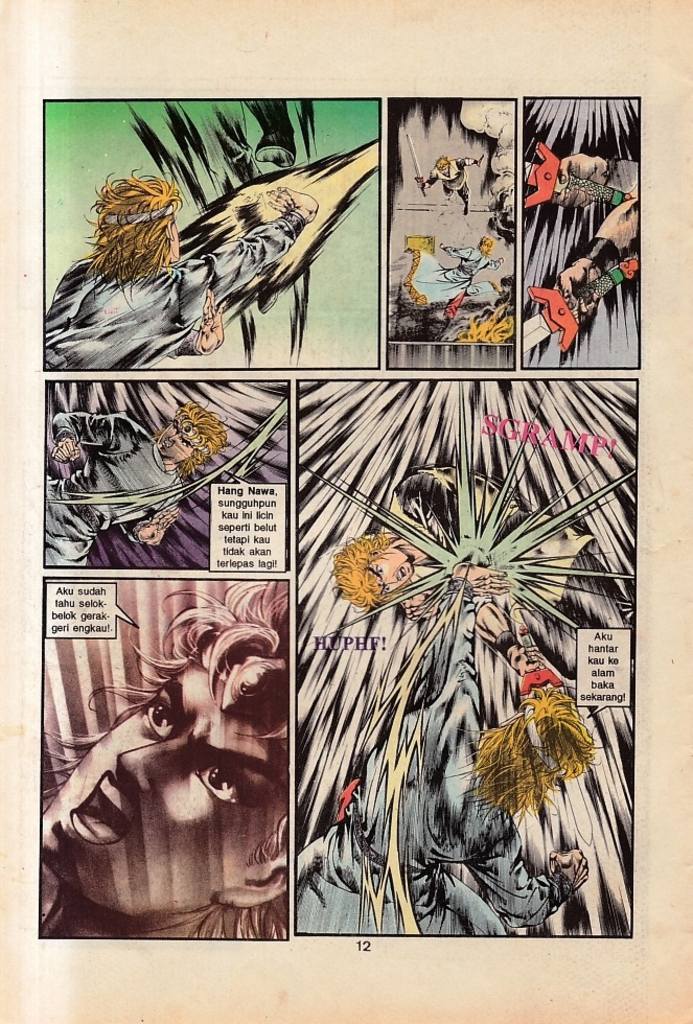 Hang Nawa,
sungguhpun
kau ini licin
seperti belut
tetapi kau
tidak akan
terlepas lagi!
Aku sudah
tahu selok-
belok gerak-
geri engkau!
SGRAMP!
HUPHF!
Aku
hantar
kau ke
alam
baka
sekarang!
12